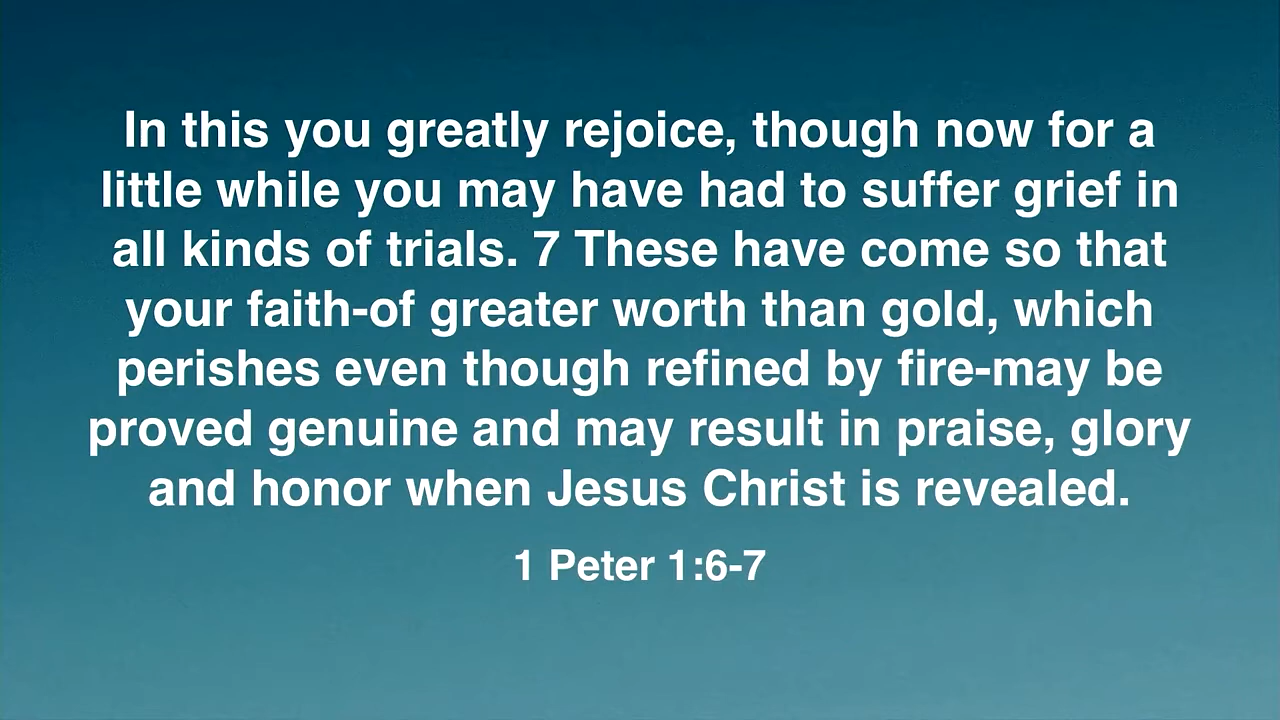 In this you greatly rejoice, though now for a
little while you may have had to suffer grief in
all kinds of trials. 7 These have come so that
your faith-of greater worth than gold, which
perishes even though refined by fire-may be
proved genuine and may result in praise, glory
and honor when Jesus Christ is revealed.
1 Peter 1:6-7